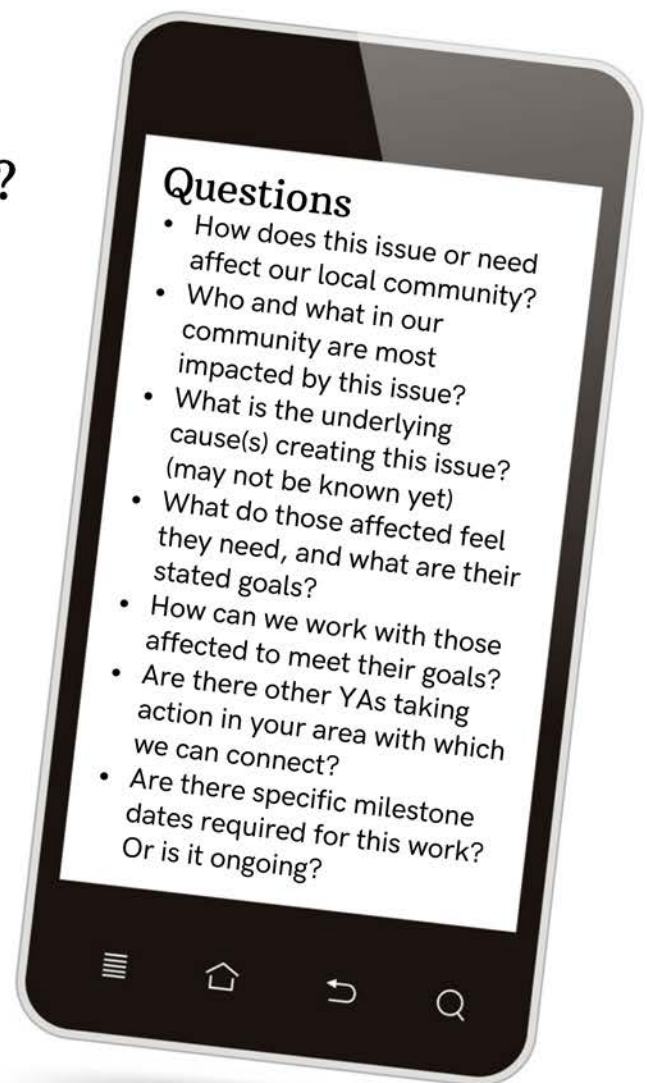 ?
Questions
• How does this issue or need
affect our local community?
• Who and what in our
community are most
impacted by this issue?
• What is the underlying
cause(s) creating this issue?
(may not be known yet)
• What do those affected feel
they need, and what are their
stated goals?
• How can we work with those
affected to meet their goals?
• Are there other YAs taking
action in your area with which
we can connect?
• Are there specific milestone
dates required for this work?
Or is it ongoing?